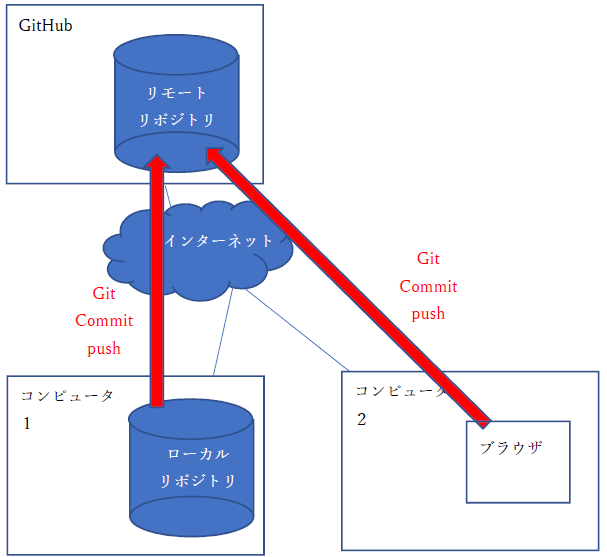 GitHub
リモート
リポジトリ
インターネット
Git
Commit
push
Git
Commit
push
コンピュータ
1
ローカル
リポジトリ
コンピュータ
2
ブラウザ